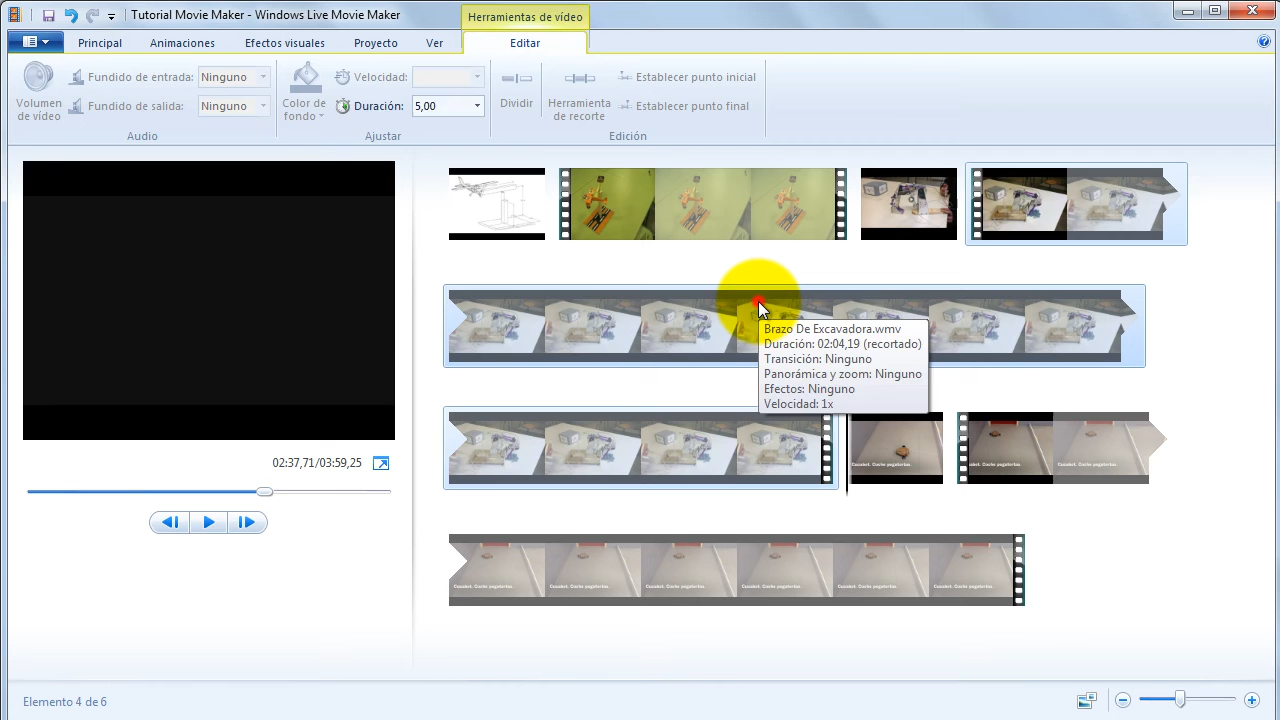 Tutorial Movie Maker - Windows Live Movie Maker
Herramientas de vídeo
Principal
Animaciones
Efectos visuales
Proyecto
Ver
Editar
Volumen
de vídeo
Fundido de entrada: Ninguno
Fundido de salida: Ninguno
Audio
Color de
fondo
Velocidad:
Duración: 5,00
Ajustar
Dividir
Herramienta
de recorte
Establecer punto inicial
Establecer punto final
Edición
Brazo De Excavadora.wmv
Duración: 02:04,19 (recortado)
Transición: Ninguno
Panorámica y zoom: Ninguno
Efectos: Ninguno
Velocidad: 1x
02:37,71/03:59,25
Elemento 4 de 6